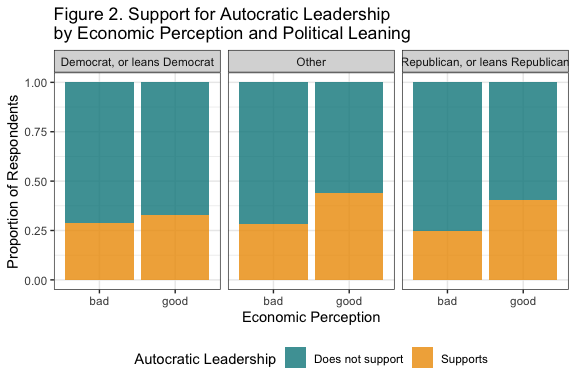 Figure 2. Support for Autocratic Leadership
by Economic Perception and Political Leaning
Democrat, or leans Democrat
Other
Republican, or leans Republican
Proportion of Respondents
1.00
0.75
0.50
0.25
0.00
bad
good
bad
good
bad
good
Economic Perception
Autocratic Leadership
Does not support
Supports